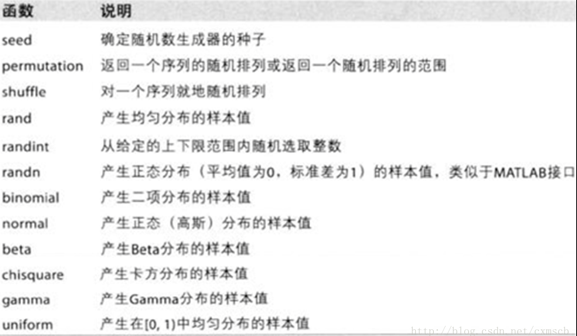 函数 说明
seed 确定随机数生成器的种子
permutation 返回一个序列的随机排列或返回一个随机排列的范围
shuffle 对一个序列就地随机排列
rand 产生均匀分布的样本值
randint 从给定的上下限范围内随机选取整数
randn 产生正态分布（平均值为0，标准差为1）的样本值，类似于MATLAB接口
binomial 产生二项分布的样本值
normal 产生正态（高斯）分布的样本值
beta 产生Beta分布的样本值
chisquare 产生卡方分布的样本值
gamma 产生Gamma分布的样本值
uniform 产生在[0, 1)中均匀分布的样本值
http://blog.csdn.net/cxmscb